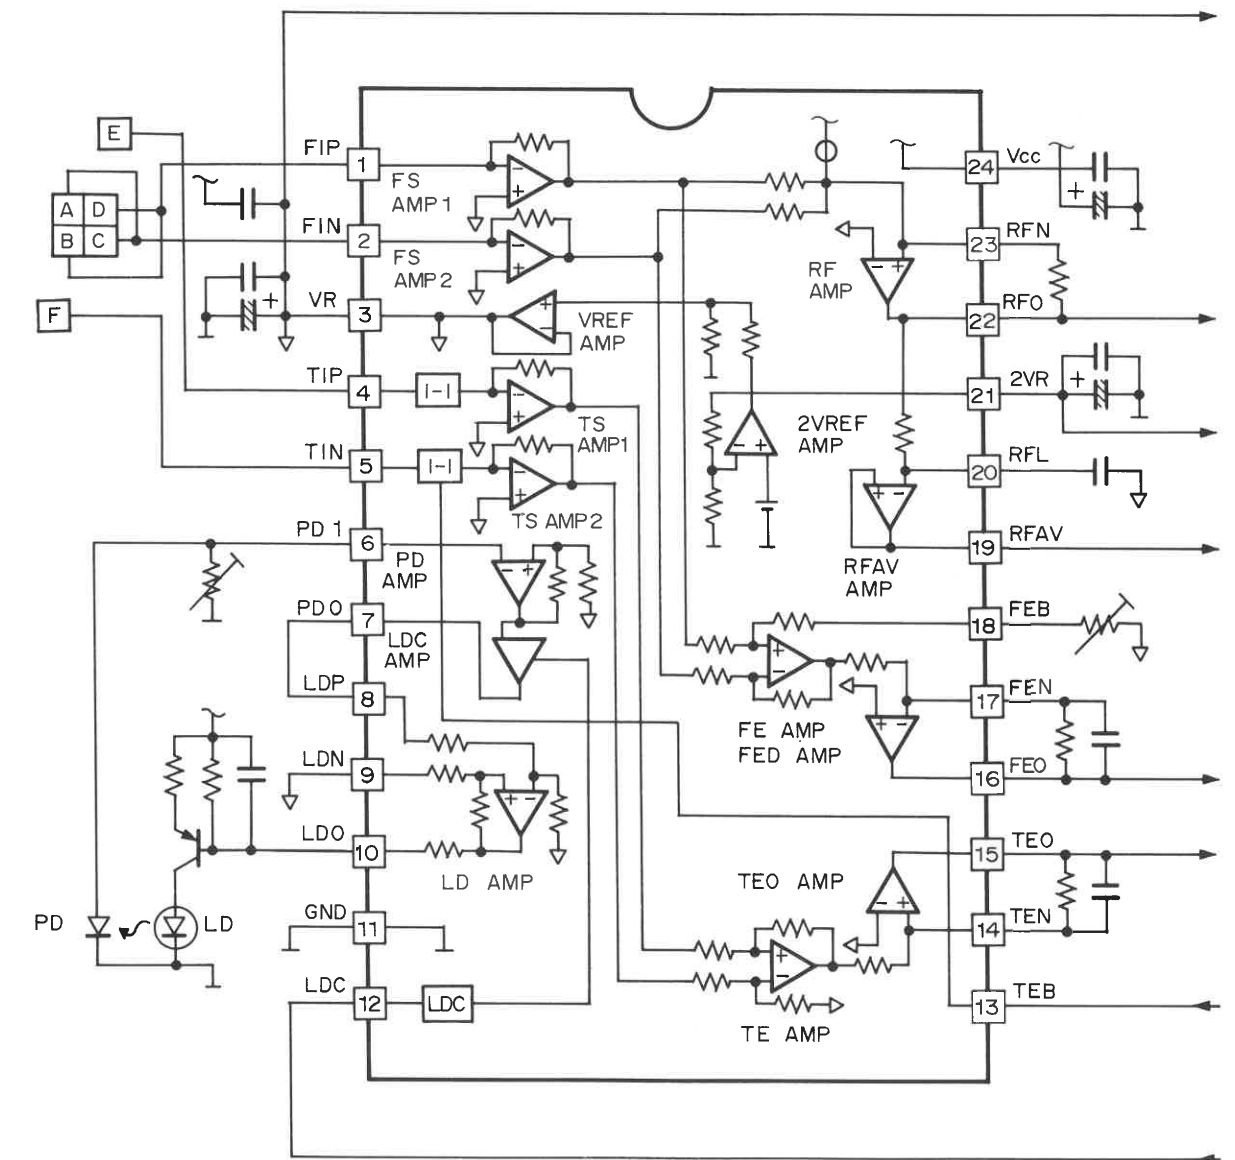 E
A D
B C
F
FIP 1
FS
AMP1
FIN 2
FS
AMP2
VR 3
+
VREF
AMP
TIP 4
I-I
TS
AMP1
TIN 5
I-I
TS AMP2
PD 1 6
PD
AMP
PDO 7
LDC
AMP
LDP 8
LDN 9
LDO 10
LD AMP
GND 11
PD
LD
LDC 12
LDC
24 Vcc
+
23 RFN
RF
AMP
22 RFO
21 2VR
+
2VREF
AMP
20 RFL
19 RFAV
RFAV
AMP
18 FEB
17 FEN
FE AMP
FED AMP
16 FEO
15 TEO
TEO AMP
14 TEN
13 TEB
TE AMP